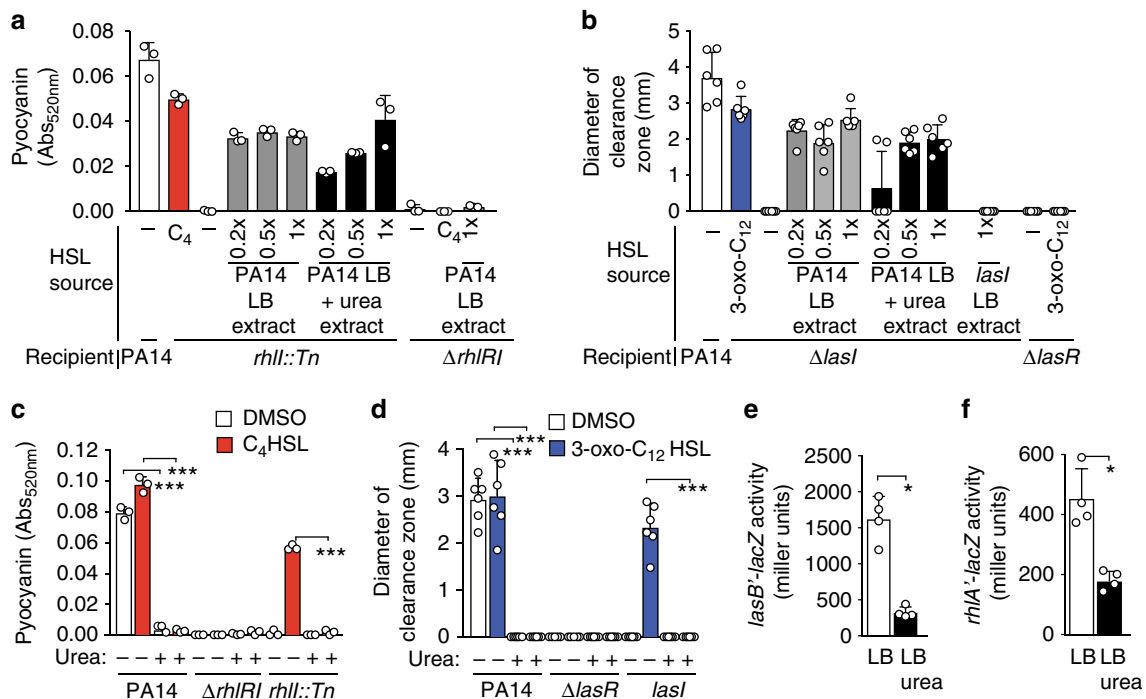 a
Pyocyanin
(Abs520nm)
0.08
0.06
0.04
0.02
0.00
HSL
source
– C4 – 0.2x 0.5x 1x 0.2x 0.5x 1x – C4 1x
PA14
LB
extract
PA14 LB
+ urea
extract
PA14
LB
extract
Recipient PA14 rhlI::Tn ΔrhlRI
b
Diameter of
clearance
zone (mm)
5
4
3
2
1
0
HSL
source
– 3-oxo-C12 – 0.2x 0.5x 1x 0.2x 0.5x 1x 1x – 3-oxo-C12
PA14
LB
extract
PA14 LB
+ urea
extract
lasI
LB
extract
Recipient PA14 ΔlasI ΔlasR
c
DMSO
C4HSL
Pyocyanin (Abs520nm)
0.12
0.10
0.08
0.06
0.04
0.02
0.00
***
***
***
Urea: – – + + – – + + – – + +
PA14 ΔrhlRI rhlI::Tn
d
DMSO
3-oxo-C12 HSL
Diameter of
clearance zone (mm)
4
3
2
1
0
***
***
***
Urea: – – + + – – + + – – + +
PA14 ΔlasR lasI
e
lasB'-lacZ activity
(miller units)
2500
2000
1500
1000
500
0
*
LB LB
urea
f
rhlA'-lacZ activity
(miller units)
600
400
200
0
*
LB LB
urea